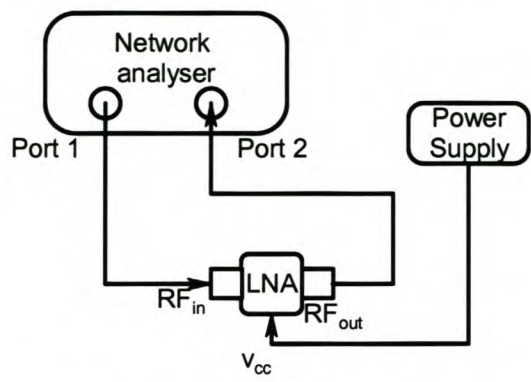 Network
analyser
Port 1
Port 2
Power
Supply
LNA
RFin
RFout
vcc